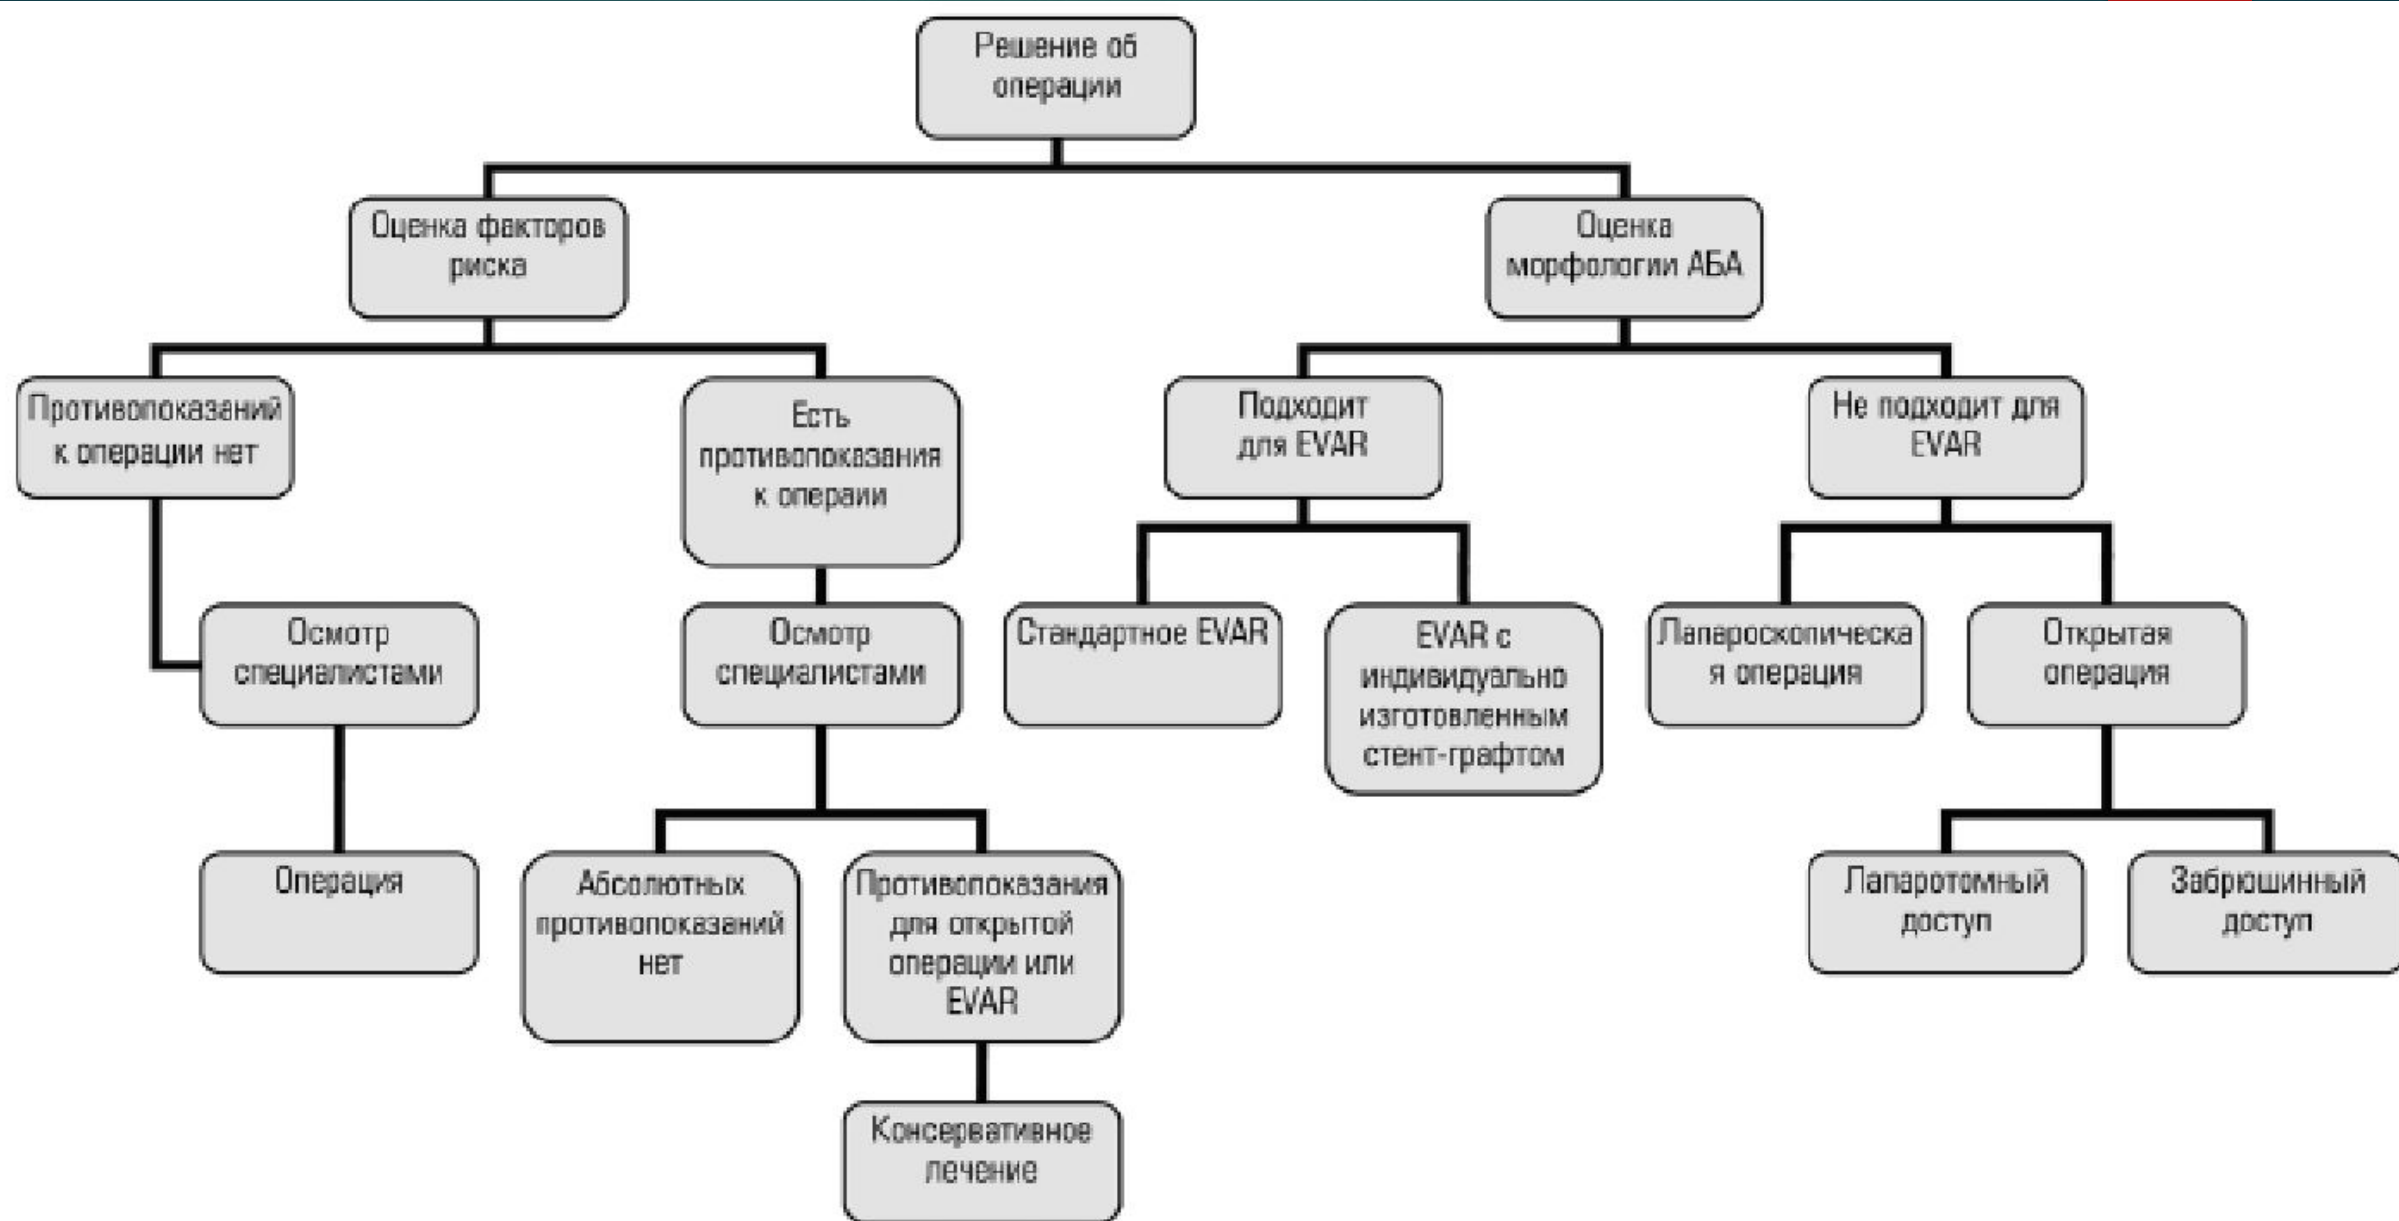 Решение об
операции
Оценка факторов
риска
Оценка
морфологии АБА
Противопоказаний
к операции нет
Есть
противопоказания
к операии
Подходит
для EVAR
Не подходит для
EVAR
Осмотр
специалистами
Осмотр
специалистами
Стандартное EVAR
EVAR с
индивидуально
изготовленным
стент-графтом
Лапароскопическа
я операция
Открытая
операция
Операция
Абсолютных
противопоказаний
нет
Противопоказания
для открытой
операции или
EVAR
Лапаротомный
доступ
Забрюшинный
доступ
Консервативное
лечение